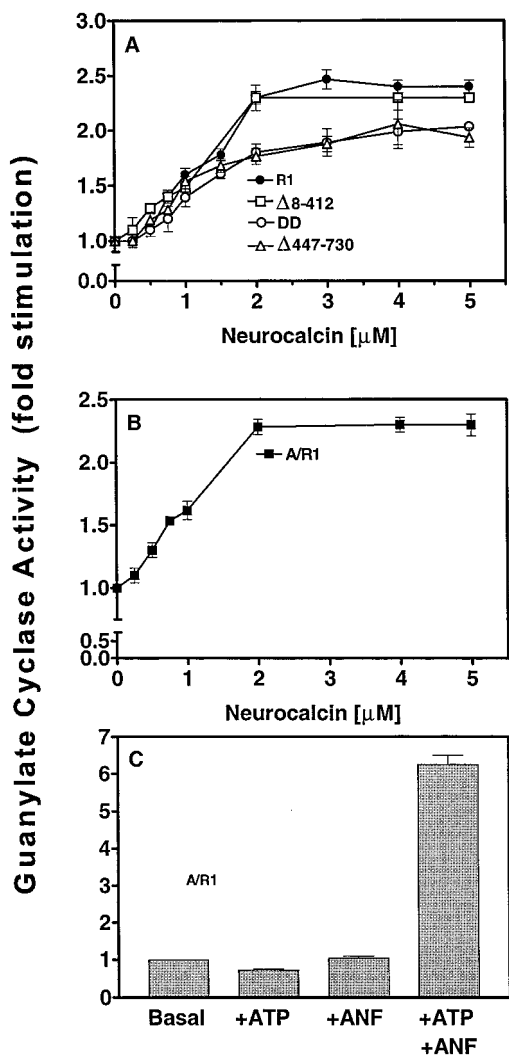 Guanylate Cyclase Activity (fold stimulation)
A
3.0
2.5
2.0
1.5
1.0
0.0
R1
Δ8-412
DD
Δ447-730
0 1 2 3 4 5
Neurocalcin [μM]
B
2.5
2.0
1.5
1.0
0.5
0.0
A/R1
0 1 2 3 4 5
Neurocalcin [μM]
C
7
6
5
4
3
2
1
0
A/R1
Basal +ATP +ANF +ATP
+ANF